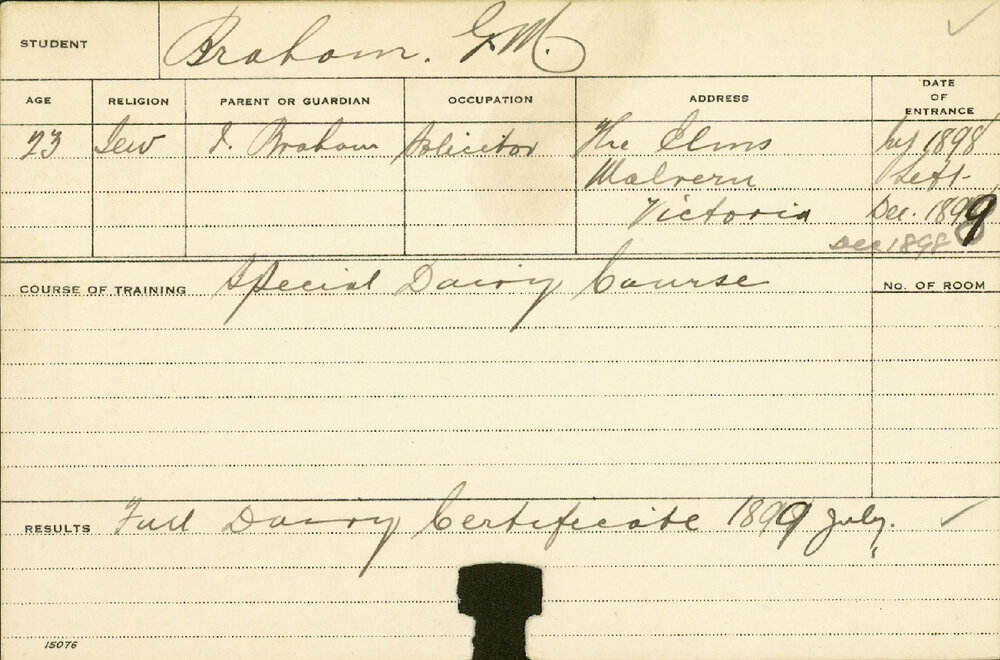 STUDENT Braham. G.M.
AGE RELIGION PARENT OR GUARDIAN OCCUPATION ADDRESS DATE OF ENTRANCE
23 Jew I. Braham Solicitor The Elms 1898
Malvern Sept-
Victoria Dec. 1899
Dec 1898
COURSE OF TRAINING Special Dairy Course No. OF ROOM
RESULTS Full Dairy Certificate 1899 July.
15076